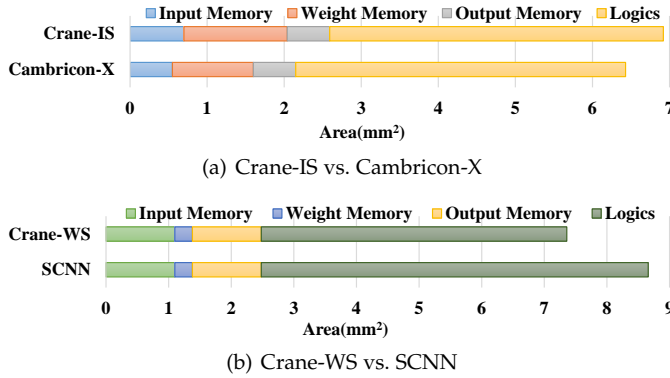 Input Memory Weight Memory Output Memory Logics
Crane-IS
Cambricon-X
0 1 2 3 4 5 6 7
Area(mm²)
(a) Crane-IS vs. Cambricon-X
Input Memory Weight Memory Output Memory Logics
Crane-WS
SCNN
0 1 2 3 4 5 6 7 8 9
Area(mm²)
(b) Crane-WS vs. SCNN